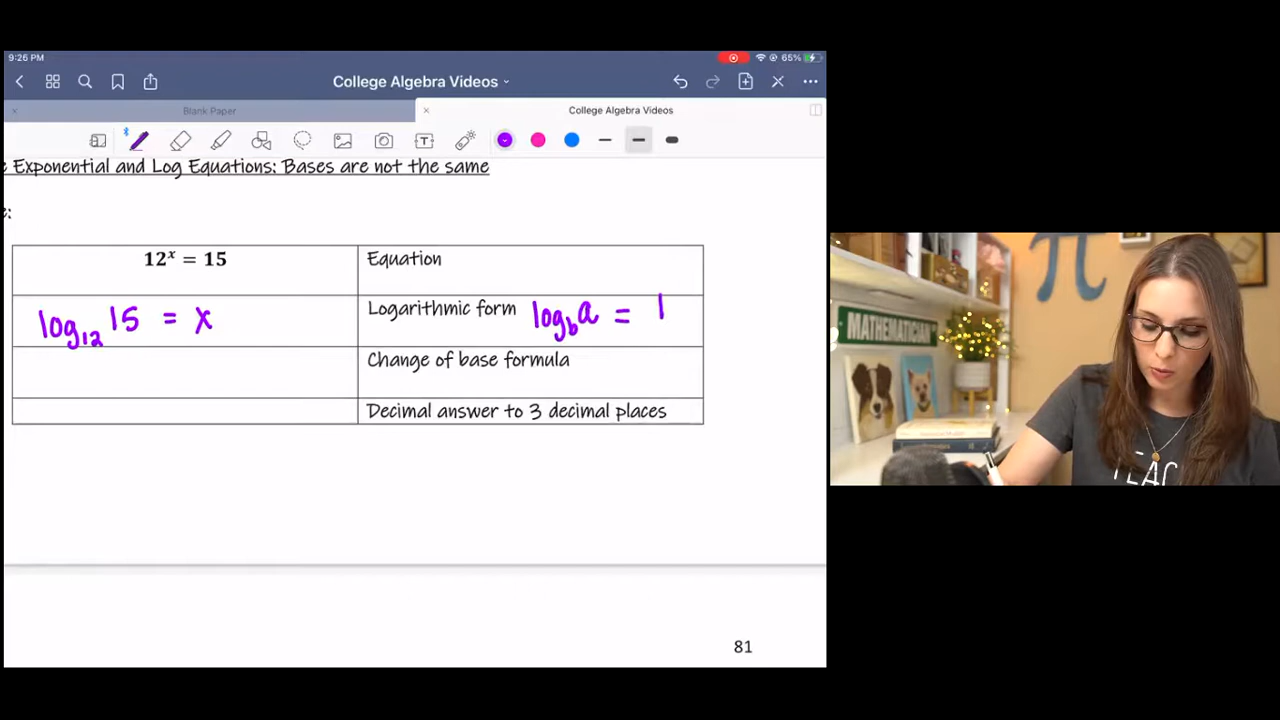 9:26 PM
65%
College Algebra Videos
Blank Paper
College Algebra Videos
Exponential and Log Equations: Bases are not the same
e:
12ˣ = 15
Equation
log₁₂ 15 = x
Logarithmic form log_b a = 1
Change of base formula
Decimal answer to 3 decimal places
81
MATHEMATICIAN
TEAC